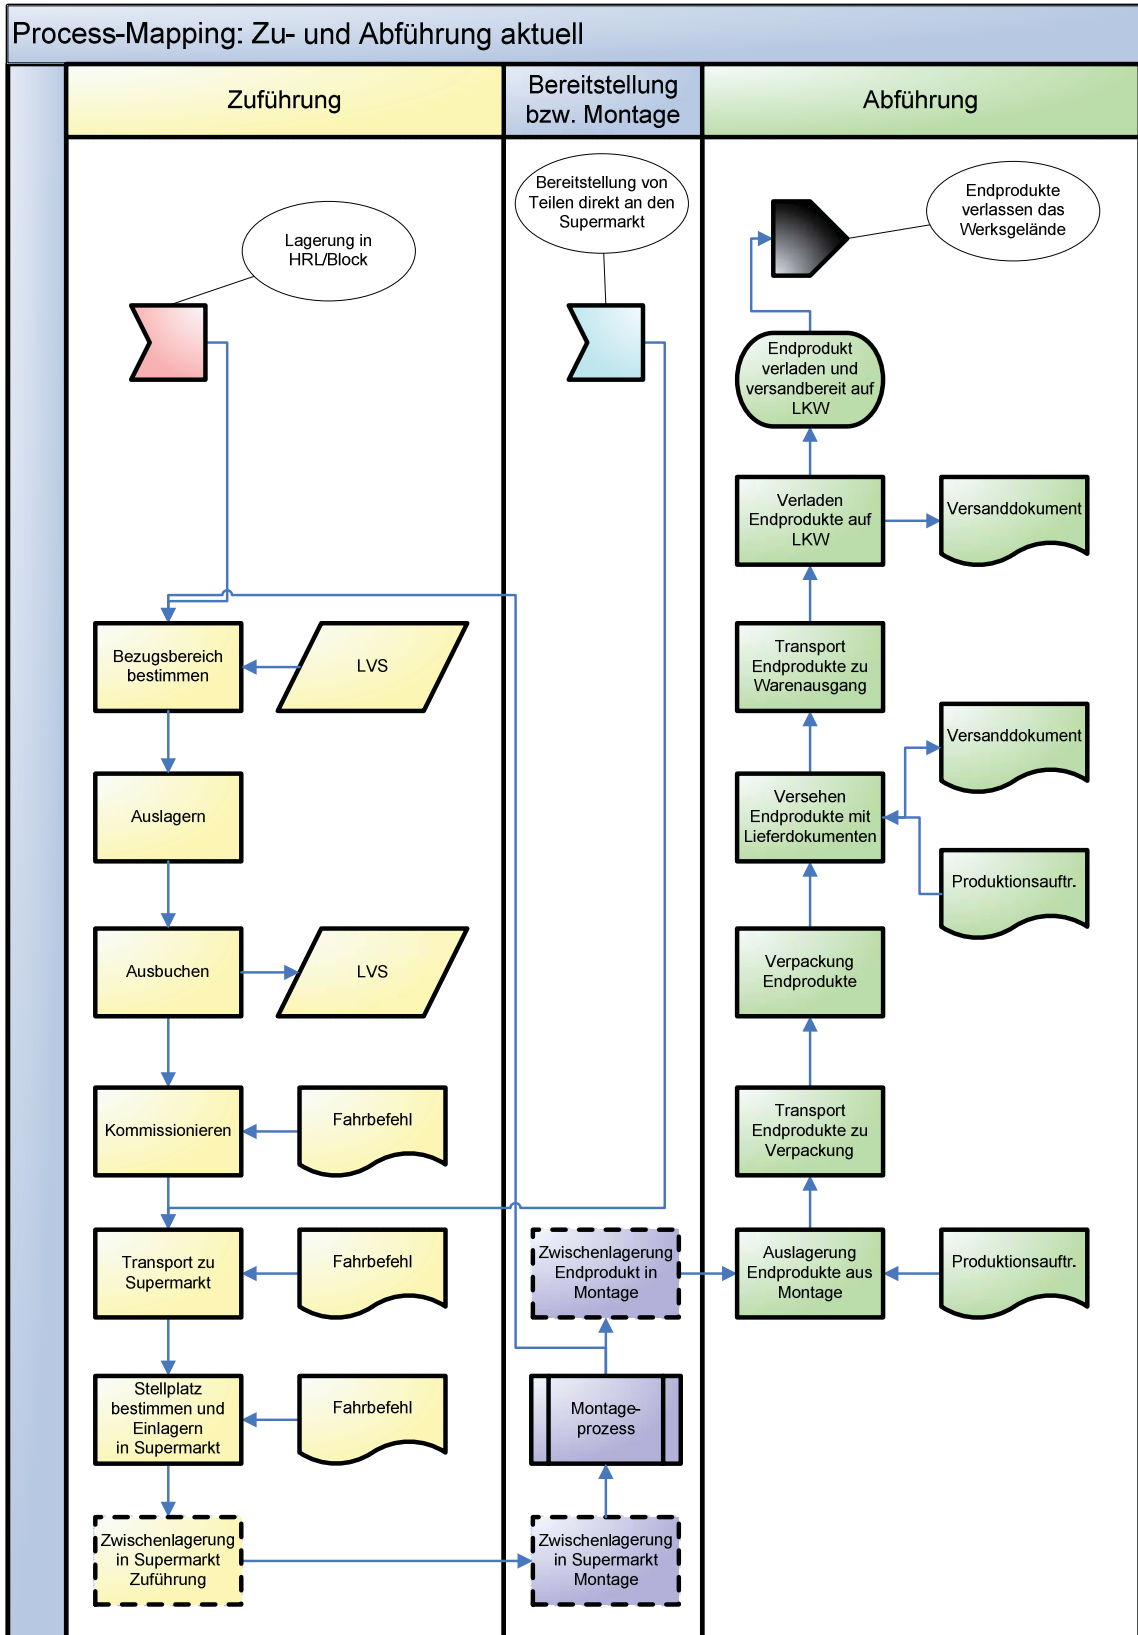 Process-Mapping: Zu- und Abführung aktuell
Zuführung
Bereitstellung
bzw. Montage
Abführung
Lagerung in
HRL/Block
Bezugsbereich
bestimmen
LVS
Auslagern
Ausbuchen
LVS
Kommissionieren
Fahrbefehl
Transport zu
Supermarkt
Fahrbefehl
Stellplatz
bestimmen und
Einlagern
in Supermarkt
Fahrbefehl
Zwischenlagerung
in Supermarkt
Zuführung
Bereitstellung von
Teilen direkt an den
Supermarkt
Zwischenlagerung
Endprodukt in
Montage
Montage-
prozess
Zwischenlagerung
in Supermarkt
Montage
Endprodukte
verlassen das
Werksgelände
Endprodukt
verladen und
versandbereit auf
LKW
Verladen
Endprodukte auf
LKW
Versanddokument
Transport
Endprodukte zu
Warenausgang
Versanddokument
Versehen
Endprodukte mit
Lieferdokumenten
Produktionsauftr.
Verpackung
Endprodukte
Transport
Endprodukte zu
Verpackung
Auslagerung
Endprodukte aus
Montage
Produktionsauftr.